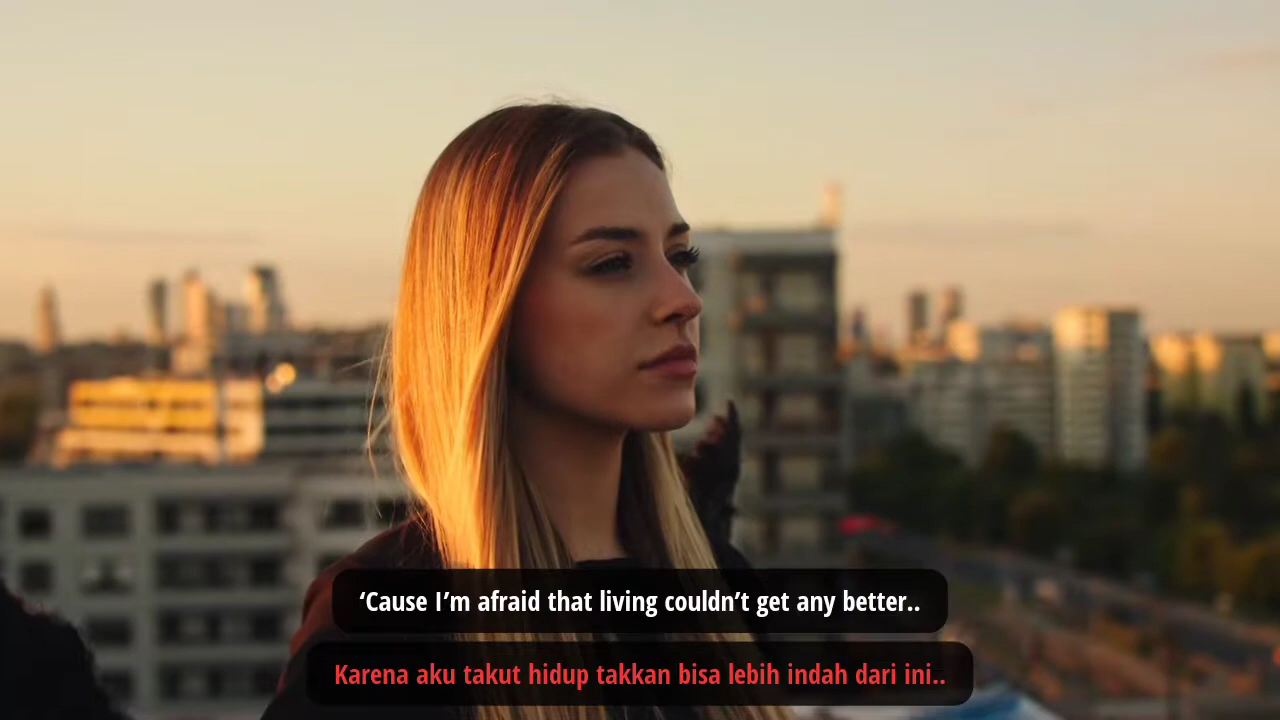 ‘Cause I’m afraid that living couldn’t get any better..
Karena aku takut hidup takkan bisa lebih indah dari ini..